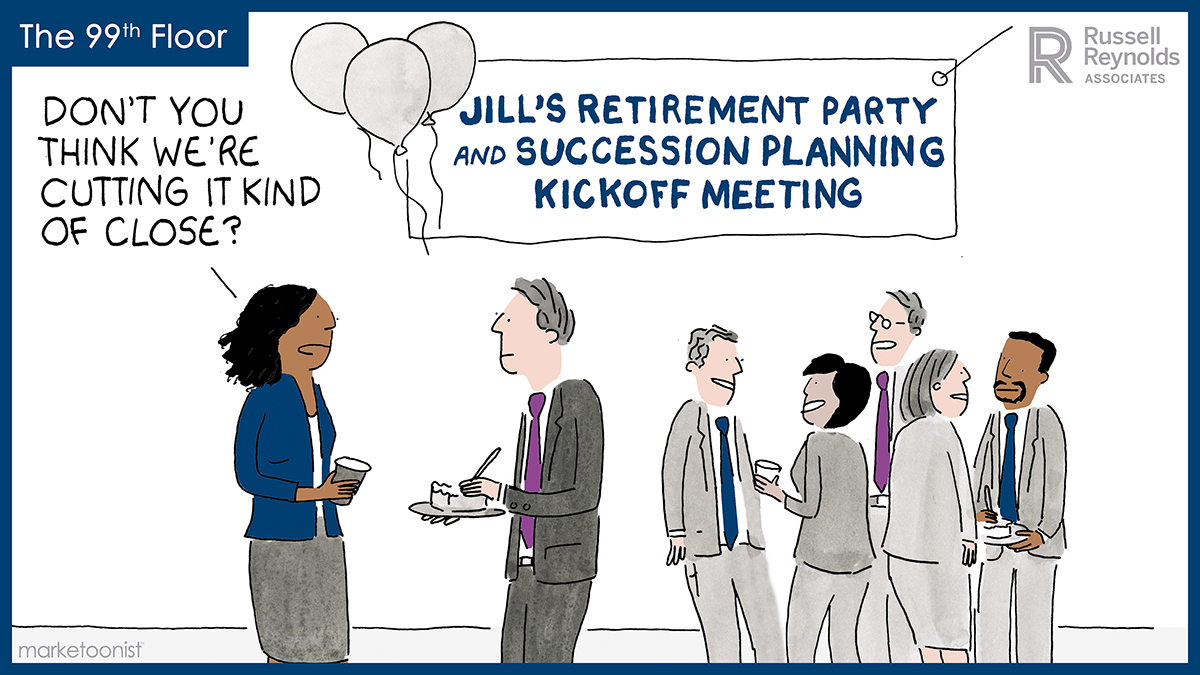 The 99th Floor
Russell
Reynolds
ASSOCIATES
DON'T YOU
THINK WE'RE
CUTTING IT KIND
OF CLOSE?
JILL'S RETIREMENT PARTY
AND SUCCESSION PLANNING
KICKOFF MEETING
marketoonist